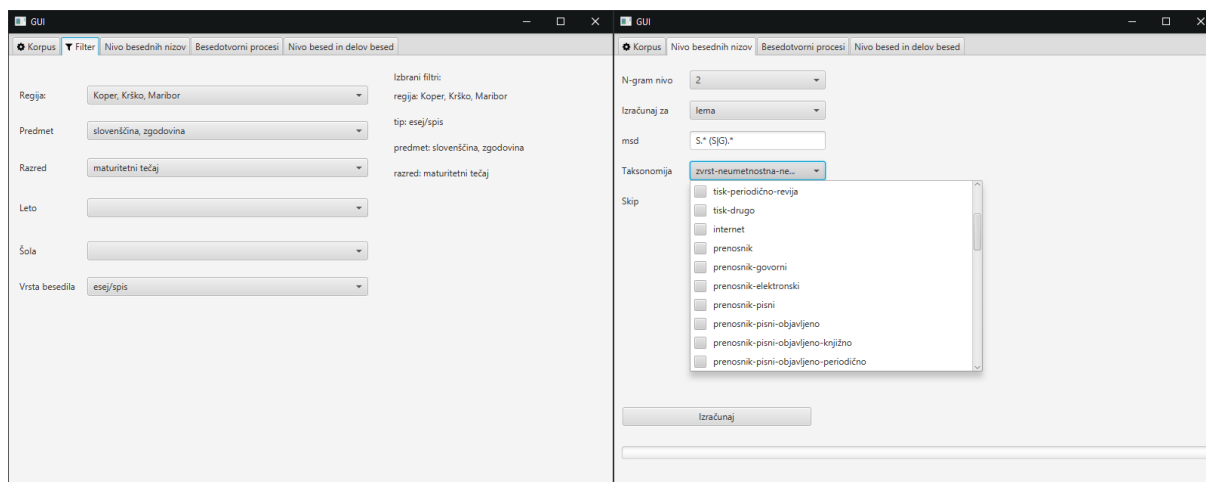 GUI
Korpus Filter Nivo besednih nizov Besedotvorni procesi Nivo besed in delov besed
Izbrani filtri:
Regija: Koper, Krško, Maribor
regija: Koper, Krško, Maribor
tip: esej/spis
Predmet slovenščina, zgodovina
predmet: slovenščina, zgodovina
Razred maturitetni tečaj
razred: maturitetni tečaj
Leto
Šola
Vrsta besedila esej/spis
GUI
Korpus Nivo besednih nizov Besedotvorni procesi Nivo besed in delov besed
N-gram nivo 2
Izračunaj za lema
msd S.* (S|G).*
Taksonomija zvrst-neumetnostna-ne...
Skip
tisk-periodično-revija
tisk-drugo
internet
prenosnik
prenosnik-govorni
prenosnik-elektronski
prenosnik-pisni
prenosnik-pisni-objavljeno
prenosnik-pisni-objavljeno-knjižno
prenosnik-pisni-objavljeno-periodično
Izračunaj